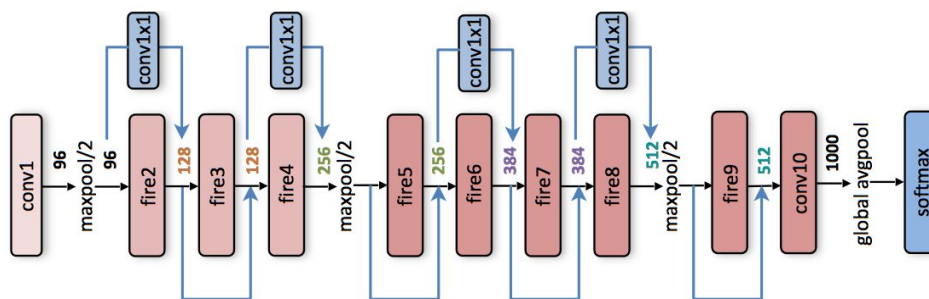 conv1x1
conv1x1
conv1x1
conv1x1
conv1
96
maxpool/2
96
fire2
128
fire3
128
fire4
256
maxpool/2
fire5
256
fire6
384
fire7
384
fire8
512
maxpool/2
fire9
512
conv10
1000
global avgpool
softmax